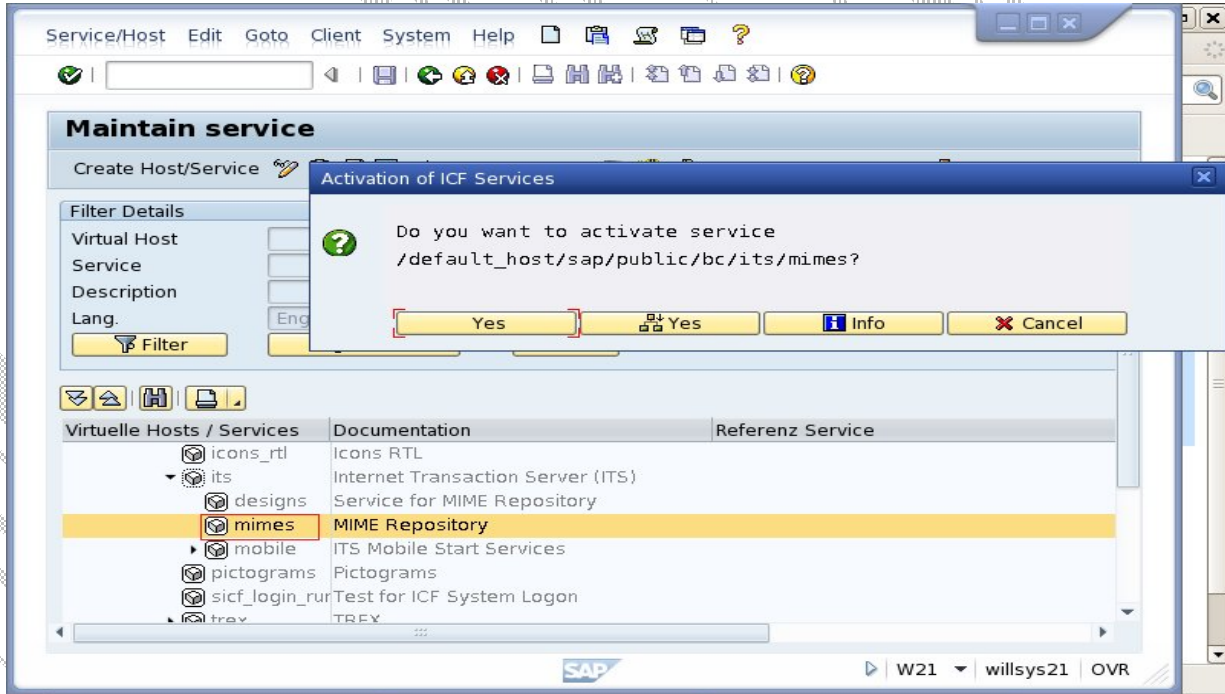 Service/Host Edit Goto Client System Help
Maintain service
Create Host/Service
Activation of ICF Services
Filter Details
Virtual Host
Service
Description
Lang. Eng
Do you want to activate service
/default_host/sap/public/bc/its/mimes?
Yes Yes Info Cancel
Filter
Virtuelle Hosts / Services Documentation Referenz Service
icons_rtl Icons RTL
its Internet Transaction Server (ITS)
designs Service for MIME Repository
mimes MIME Repository
mobile ITS Mobile Start Services
pictograms Pictograms
sicf_login_rur Test for ICF System Logon
trex TREX
SAP W21 willsys21 OVR